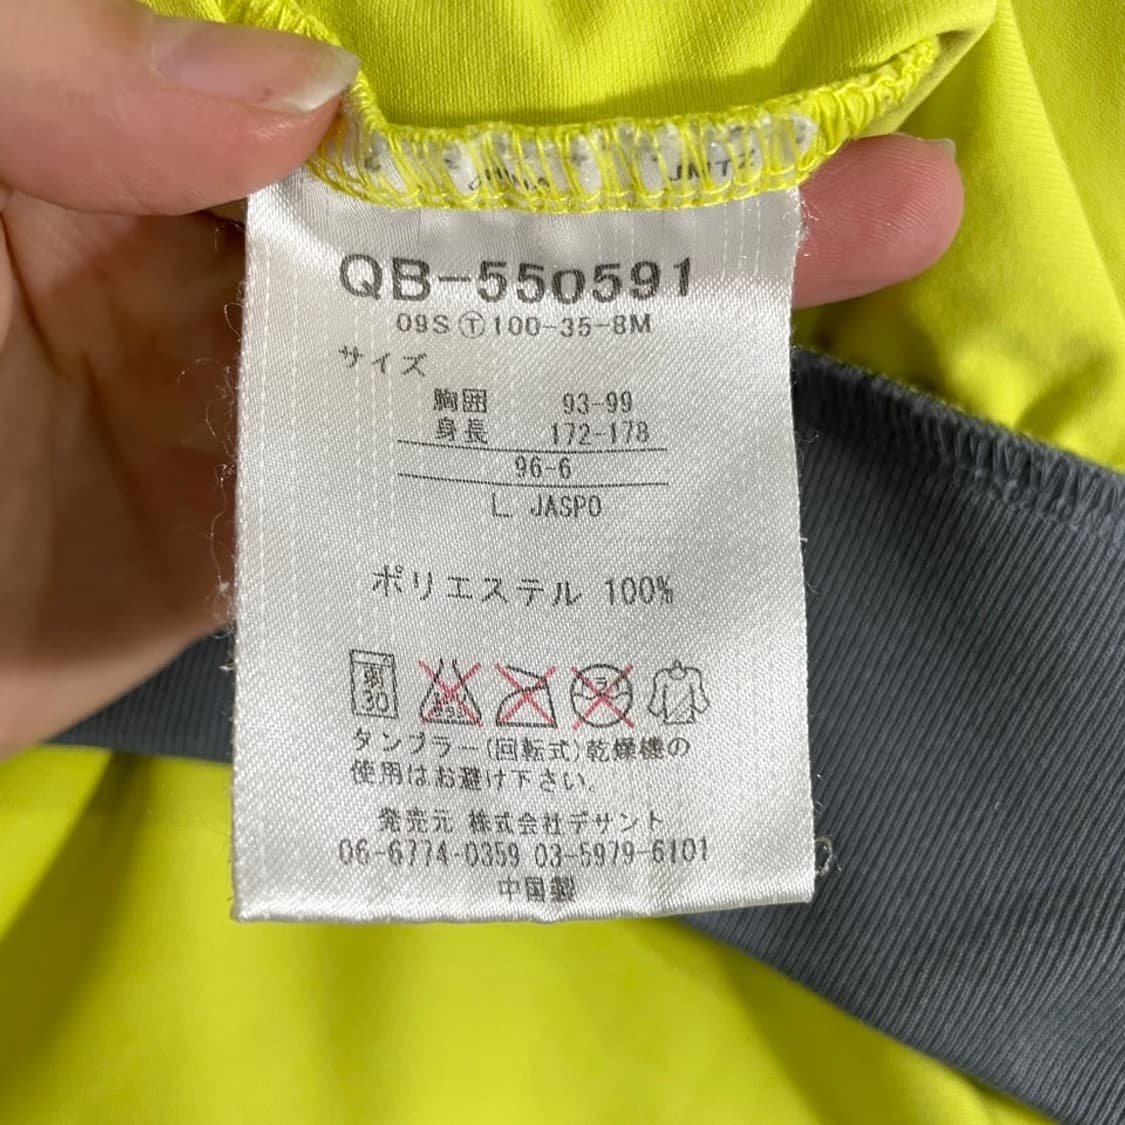 QB-550591
09S Ⓣ 100-35-8M
サイズ
胸囲 93-99
身長 172-178
96-6
L JASPO
ポリエステル 100%
弱 30
タンブラー(回転式)乾燥機の
使用はお避け下さい。
発売元 株式会社デサント
06-6774-0359 03-5979-6101
中国製